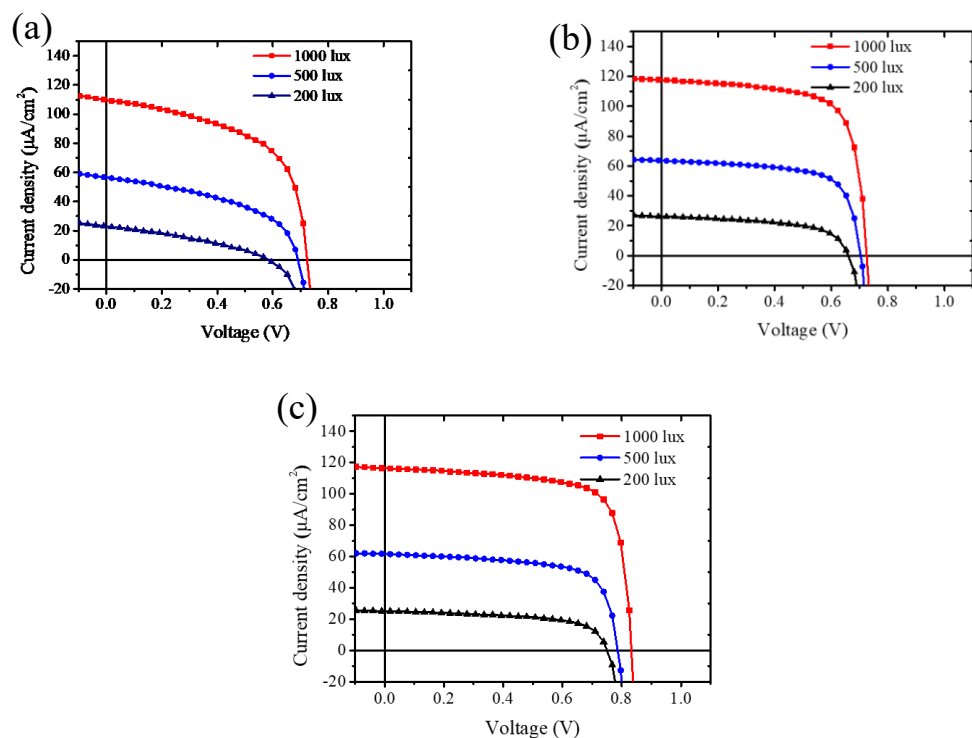 (a)
140
120
100
80
60
40
20
0
-20
Current density (μA/cm²)
1000 lux
500 lux
200 lux
0.0 0.2 0.4 0.6 0.8 1.0
Voltage (V)
(b)
140
120
100
80
60
40
20
0
-20
Current density (μA/cm²)
1000 lux
500 lux
200 lux
0.0 0.2 0.4 0.6 0.8 1.0
Voltage (V)
(c)
140
120
100
80
60
40
20
0
-20
Current density (μA/cm²)
1000 lux
500 lux
200 lux
0.0 0.2 0.4 0.6 0.8 1.0
Voltage (V)